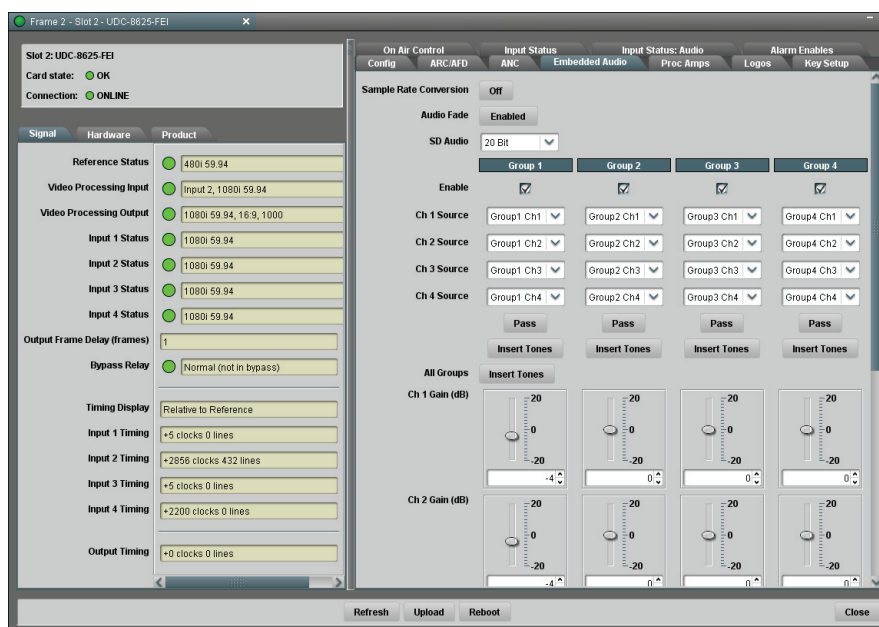 Frame 2 - Slot 2 - UDC-8625-FEI
Slot 2: UDC-8625-FEI
Card state: OK
Connection: ONLINE
Signal Hardware Product
Reference Status 480i 59.94
Video Processing Input Input 2, 1080i 59.94
Video Processing Output 1080i 59.94, 16:9, 1000
Input 1 Status 1080i 59.94
Input 2 Status 1080i 59.94
Input 3 Status 1080i 59.94
Input 4 Status 1080i 59.94
Output Frame Delay (frames) 1
Bypass Relay Normal (not in bypass)
Timing Display Relative to Reference
Input 1 Timing +5 clocks 0 lines
Input 2 Timing +2856 clocks 432 lines
Input 3 Timing +5 clocks 0 lines
Input 4 Timing +2200 clocks 0 lines
Output Timing +0 clocks 0 lines
On Air Control Input Status Input Status: Audio Alarm Enables
Config ARC/AFD ANC Embedded Audio Proc Amps Logos Key Setup
Sample Rate Conversion Off
Audio Fade Enabled
SD Audio 20 Bit
Group 1 Group 2 Group 3 Group 4
Enable
Ch 1 Source Group1 Ch1 Group2 Ch1 Group3 Ch1 Group4 Ch1
Ch 2 Source Group1 Ch2 Group2 Ch2 Group3 Ch2 Group4 Ch2
Ch 3 Source Group1 Ch3 Group2 Ch3 Group3 Ch3 Group4 Ch3
Ch 4 Source Group1 Ch4 Group2 Ch4 Group3 Ch4 Group4 Ch4
Pass Pass Pass Pass
Insert Tones Insert Tones Insert Tones Insert Tones
All Groups Insert Tones
Ch 1 Gain (dB) 20 20 20 20
0 0 0 0
-20 -20 -20 -20
-4 0 0 0
Ch 2 Gain (dB) 20 20 20 20
0 0 0 0
-20 -20 -20 -20
-4 0 0 0
Refresh Upload Reboot Close